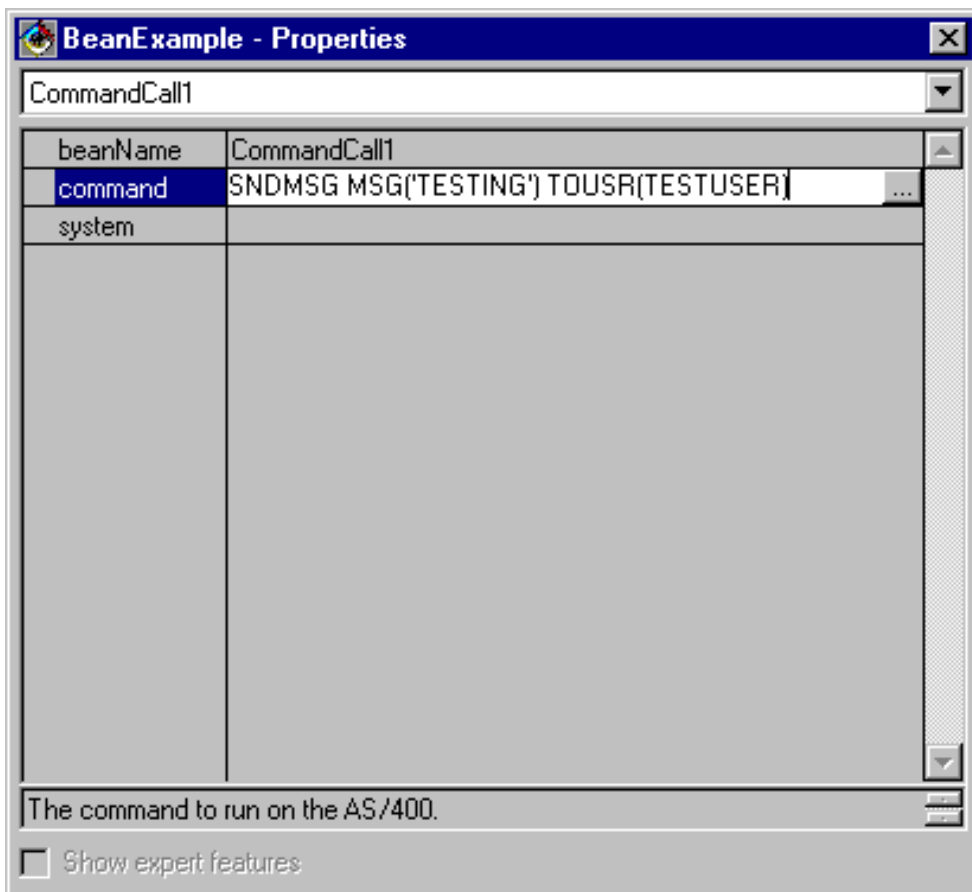 BeanExample - Properties
CommandCall1
beanName CommandCall1
command SNDMSG MSG('TESTING') TOUSR(TESTUSER) ...
system
The command to run on the AS/400.
Show expert features